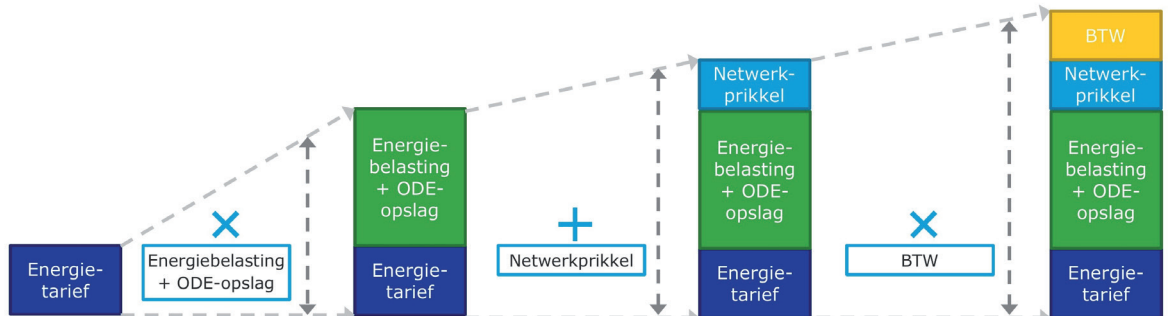 Energie-
tarief
×
Energiebelasting
+ ODE-opslag
Energie-
belasting
+ ODE-
opslag
Energie-
tarief
+
Netwerkprikkel
Netwerk-
prikkel
Energie-
belasting
+ ODE-
opslag
Energie-
tarief
×
BTW
BTW
Netwerk-
prikkel
Energie-
belasting
+ ODE-
opslag
Energie-
tarief